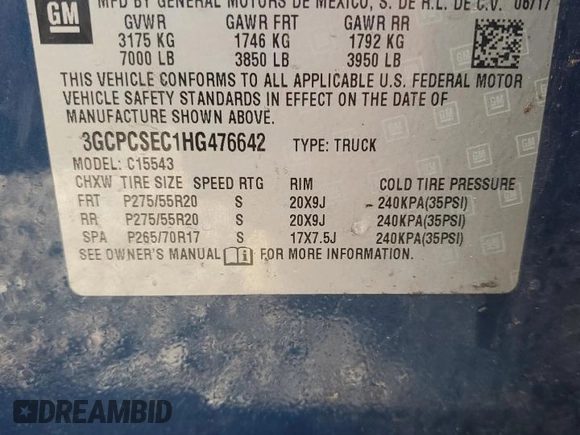 GM
MFD BY GENERAL MOTORS DE MEXICO, S. DE R.L. DE C.V. 06/17
GVWR GAWR FRT GAWR RR
3175 KG 1746 KG 1792 KG
7000 LB 3850 LB 3950 LB
THIS VEHICLE CONFORMS TO ALL APPLICABLE U.S. FEDERAL MOTOR
VEHICLE SAFETY STANDARDS IN EFFECT ON THE DATE OF
MANUFACTURE SHOWN ABOVE.
3GCPCSEC1HG476642 TYPE: TRUCK
MODEL: C15543
CHXW TIRE SIZE SPEED RTG RIM COLD TIRE PRESSURE
FRT P275/55R20 S 20X9J 240KPA(35PSI)
RR P275/55R20 S 20X9J 240KPA(35PSI)
SPA P265/70R17 S 17X7.5J 240KPA(35PSI)
SEE OWNER'S MANUAL FOR MORE INFORMATION.
DREAMBID